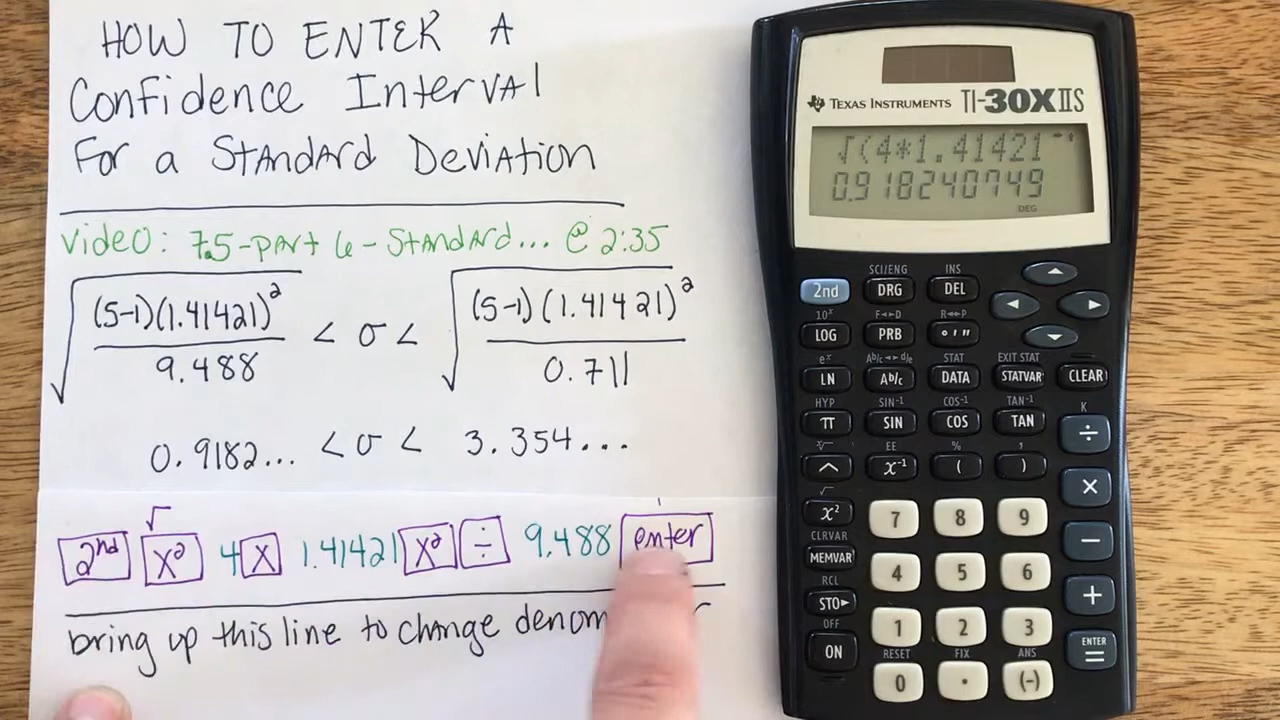 HOW TO ENTER A
Confidence Interval
For a Standard Deviation
Video: 7.5-part 6-Standard... @ 2:35
√(5-1)(1.41421)² / 9.488 < σ < √(5-1)(1.41421)² / 0.711
0.9182... < σ < 3.354...
√
2nd x² 4 x 1.41421 x² ÷ 9.488 enter
bring up this line to change
TEXAS INSTRUMENTS TI-30X IIS
√(4*1.41421
0.918240749
DEG
SCI/ENG INS
2nd DRG DEL
10ˣ F◄►D R◄►P
LOG PRB ° ' "
eˣ Ab/c◄►d/e STAT EXIT STAT
LN Ab/c DATA STATVAR CLEAR
HYP SIN⁻¹ COS⁻¹ TAN⁻¹ K
π SIN COS TAN ÷
ˣ√ EE % ,
^ x⁻¹ ( ) ×
√
x² 7 8 9 −
CLRVAR
MEMVAR 4 5 6 +
RCL
STO► 1 2 3 ENTER
OFF RESET FIX ANS
ON 0 . (-) =